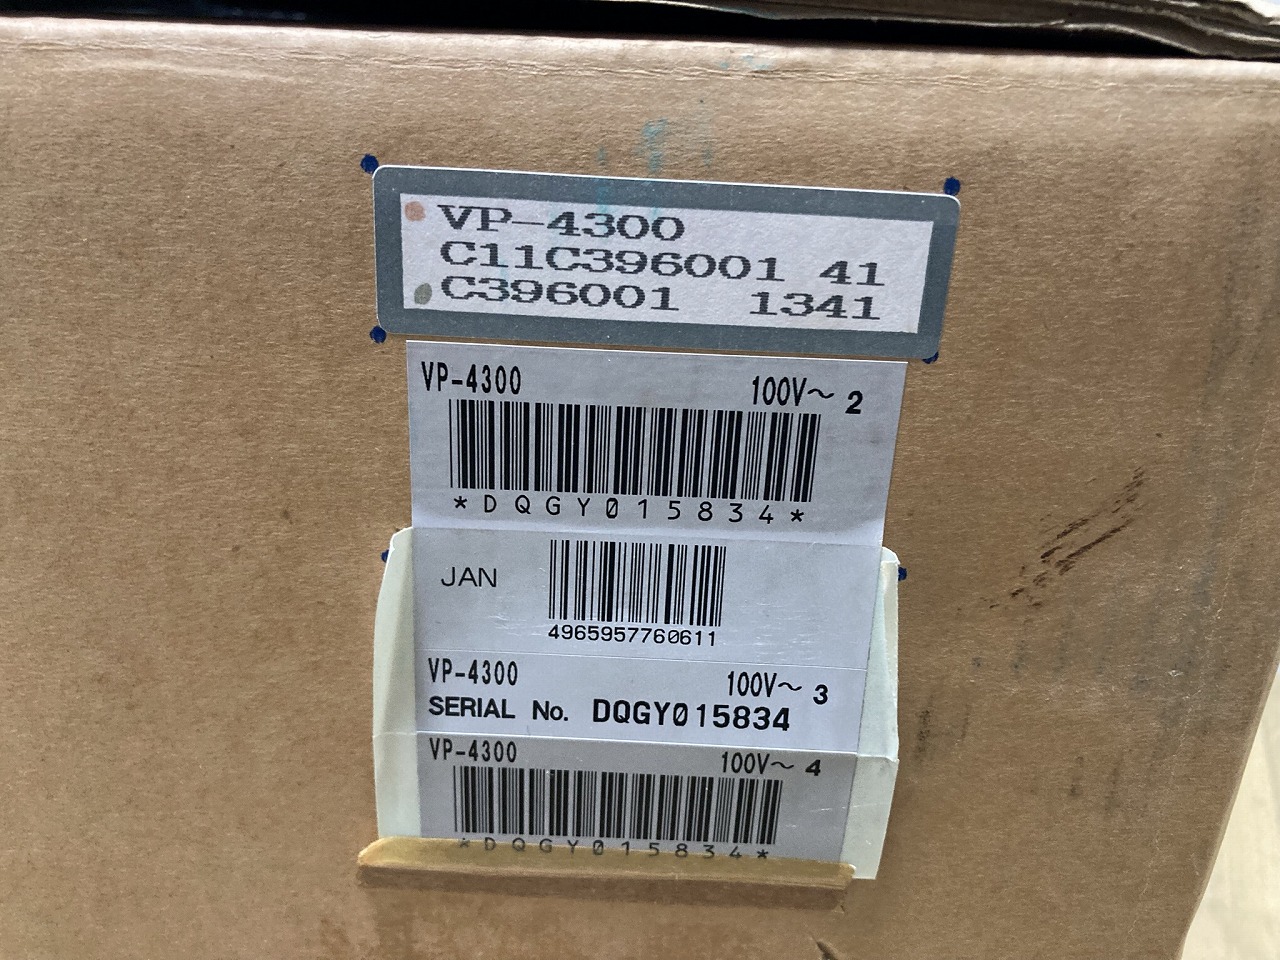 VP-4300
C11C396001 41
C396001 1341
VP-4300 100V～ 2
*DQGY015834*
JAN
4965957760611
VP-4300 100V～ 3
SERIAL No. DQGY015834
VP-4300 100V～ 4
*DQGY015834*